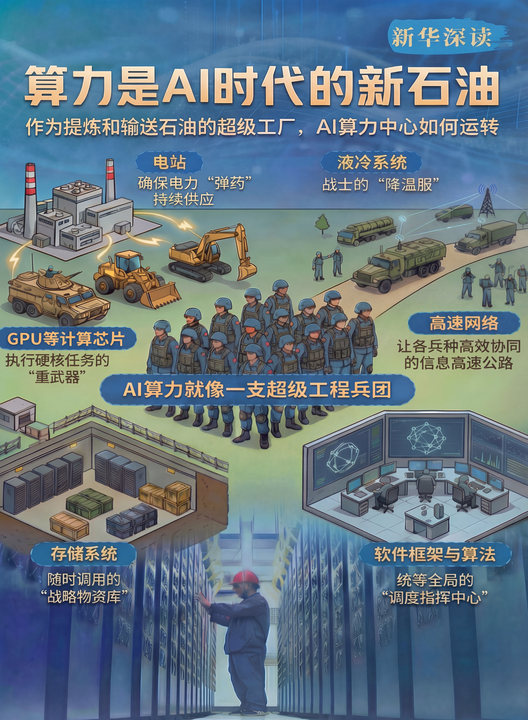 新华深读
算力是AI时代的新石油
作为提炼和输送石油的超级工厂，AI算力中心如何运转
电站
确保电力“弹药”
持续供应
液冷系统
战士的“降温服”
GPU等计算芯片
执行硬核任务的
“重武器”
高速网络
让各兵种高效协同
的信息高速公路
AI算力就像一支超级工程兵团
存储系统
随时调用的
“战略物资库”
软件框架与算法
统等全局的
“调度指挥中心”